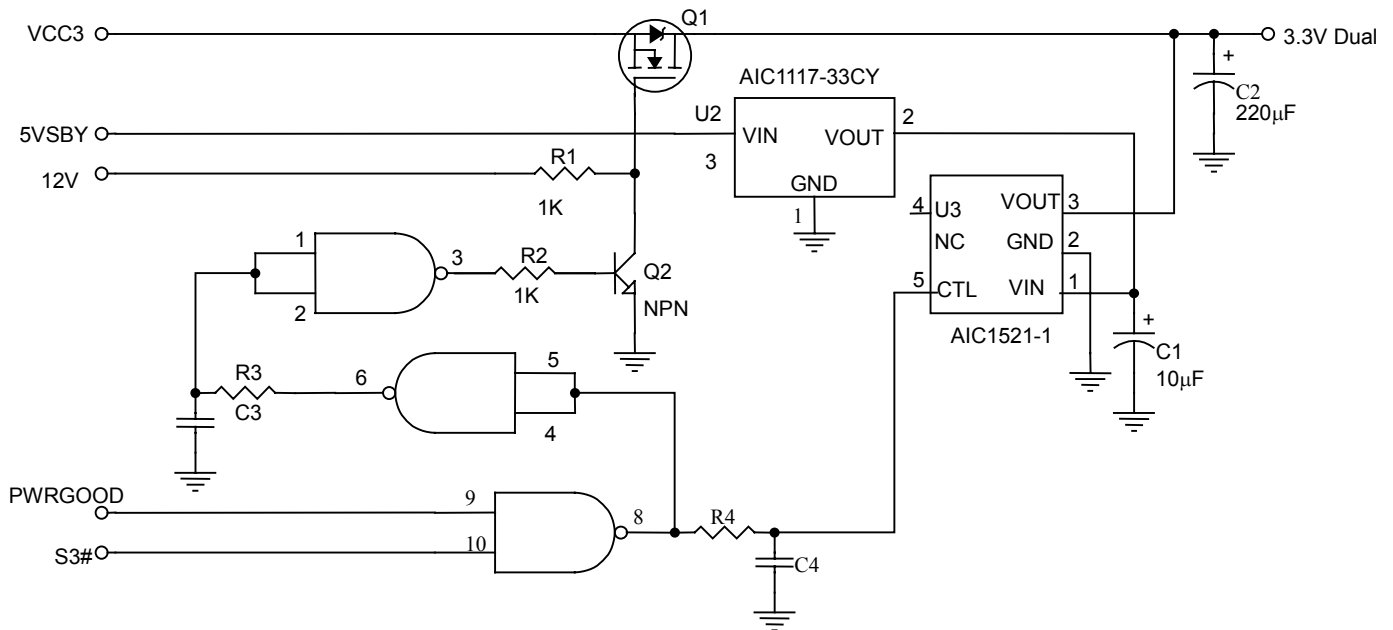 Q1
VCC3
3.3V Dual
AIC1117-33CY
+
C2
220μF
U2
5VSBY
VIN
VOUT
2
3
R1
12V
GND
1K
1
4
U3
VOUT
3
NC
GND
2
1
3
R2
Q2
5
CTL
VIN
1
2
1K
NPN
AIC1521-1
+
C1
10μF
R3
6
5
C3
4
PWRGOOD
9
8
R4
10
S3#
C4